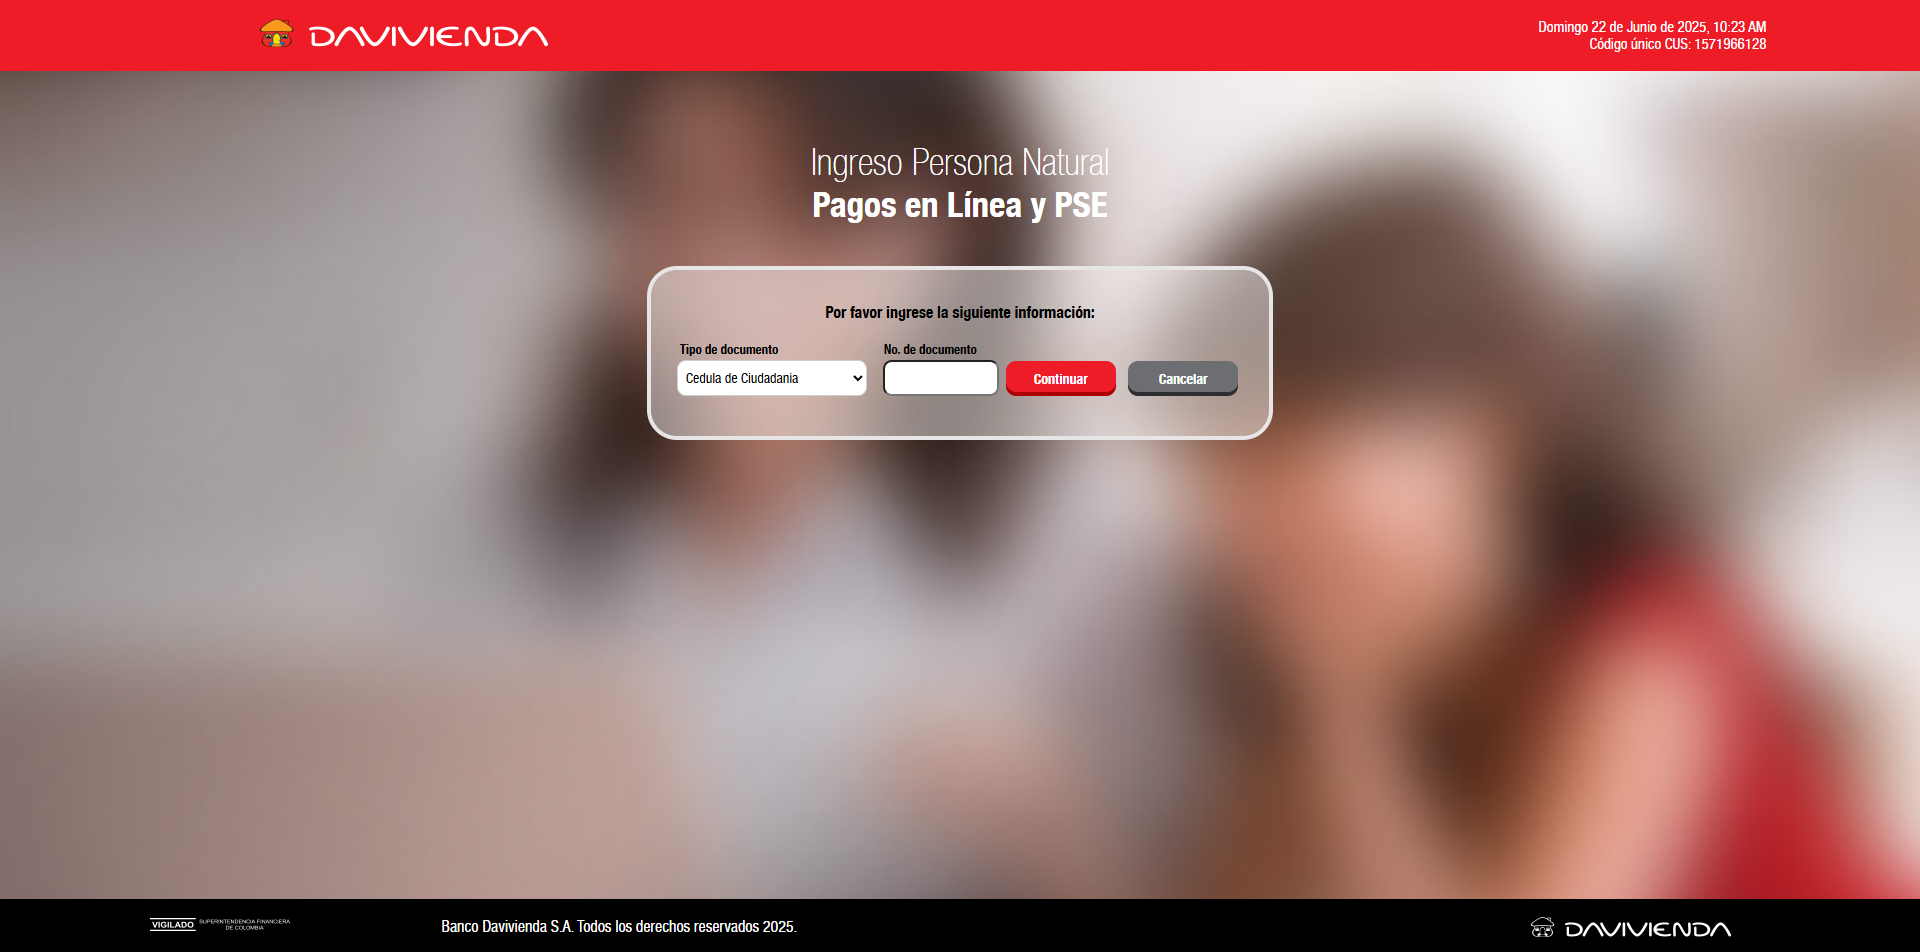 DAVIVIENDA
Domingo 22 de Junio de 2025, 10:23 AM
Código único CUS: 1571966128
Ingreso Persona Natural
Pagos en Línea y PSE
Por favor ingrese la siguiente información:
Tipo de documento
No. de documento
Cedula de Ciudadania
Continuar
Cancelar
VIGILADO
SUPERINTENDENCIA FINANCIERA
DE COLOMBIA
Banco Davivienda S.A. Todos los derechos reservados 2025.
DAVIVIENDA